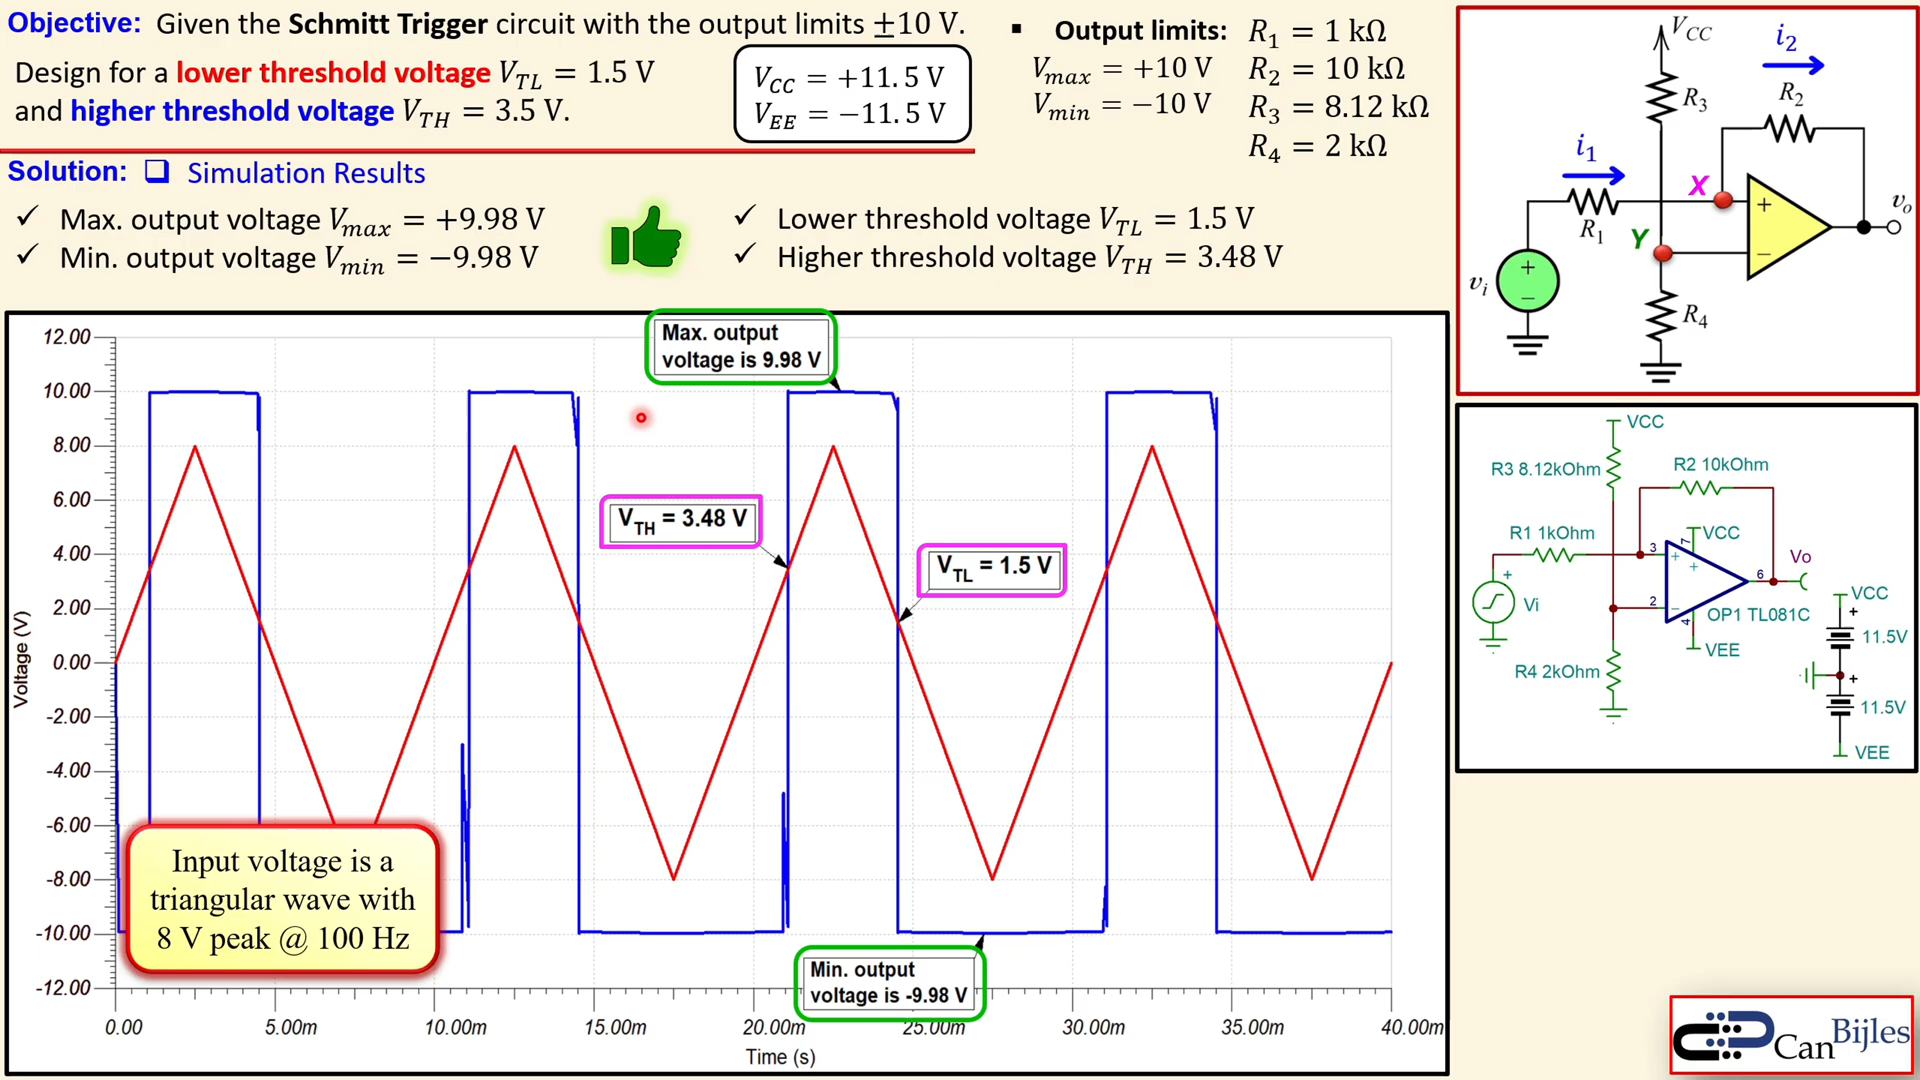 Objective: Given the Schmitt Trigger circuit with the output limits ±10 V.
Design for a lower threshold voltage V_TL = 1.5 V
and higher threshold voltage V_TH = 3.5 V.
V_CC = +11.5 V
V_EE = −11.5 V
▪ Output limits:
V_max = +10 V
V_min = −10 V
R_1 = 1 kΩ
R_2 = 10 kΩ
R_3 = 8.12 kΩ
R_4 = 2 kΩ
Solution: ❑ Simulation Results
✓ Max. output voltage V_max = +9.98 V
✓ Min. output voltage V_min = −9.98 V
✓ Lower threshold voltage V_TL = 1.5 V
✓ Higher threshold voltage V_TH = 3.48 V
V_CC
i_2
R_3
R_2
i_1
X
+
v_o
R_1
Y
−
v_i
+
−
R_4
12.00
10.00
8.00
6.00
4.00
2.00
0.00
-2.00
-4.00
-6.00
-8.00
-10.00
-12.00
Voltage (V)
Max. output
voltage is 9.98 V
V_TH = 3.48 V
V_TL = 1.5 V
Input voltage is a
triangular wave with
8 V peak @ 100 Hz
Min. output
voltage is -9.98 V
0.00
5.00m
10.00m
15.00m
20.00m
25.00m
30.00m
35.00m
40.00m
Time (s)
VCC
R3 8.12kOhm
R2 10kOhm
R1 1kOhm
VCC
3
7
+
+
Vo
6
+
Vi
2
−
4
OP1 TL081C
VEE
R4 2kOhm
VCC
+
11.5V
+
11.5V
VEE
CanBijles